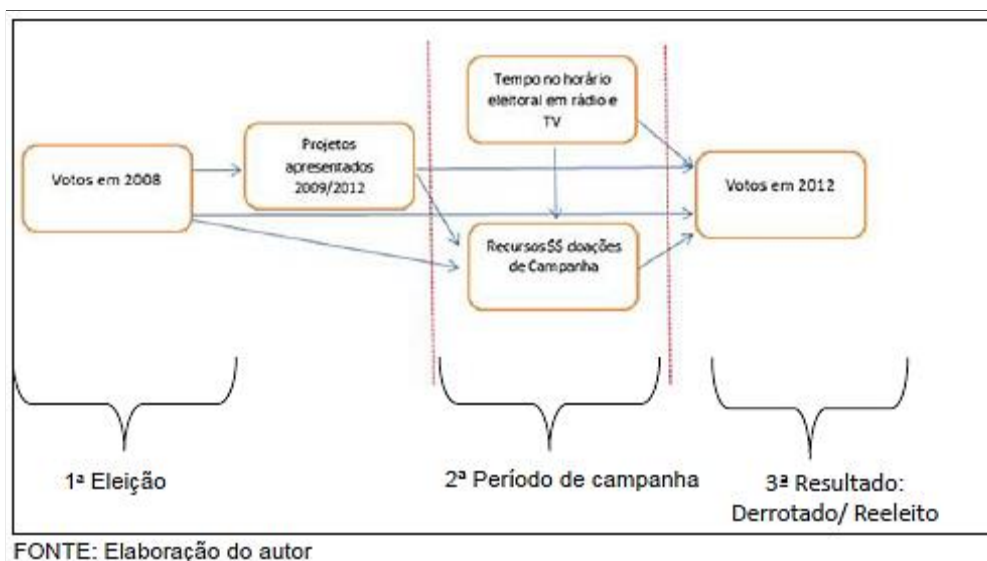 Tempo no horário
eleitoral em rádio e
TV
Projetos
apresentados
2009/2012
Votos em 2008
Votos em 2012
Recursos $$ doações
de Campanha
1ª Eleição
2ª Período de campanha
3ª Resultado:
Derrotado/ Reeleito
FONTE: Elaboração do autor